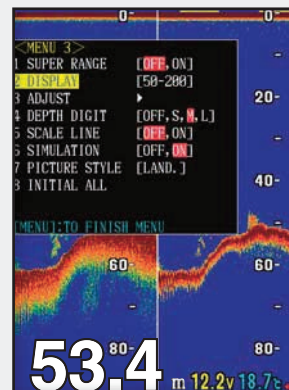 0-
0-
<MENU 3>
1 SUPER RANGE [OFF,ON]
2 DISPLAY [50-200]
3 ADJUST
4 DEPTH DIGIT [OFF,S,M,L]
5 SCALE LINE [OFF,ON]
6 SIMULATION [OFF,ON]
7 PICTURE STYLE [LAND.]
8 INITIAL ALL
[MENU]:TO FINISH MENU
20-
40-
60-
60-
80-
80-
53.4 m 12.2v 18.7c